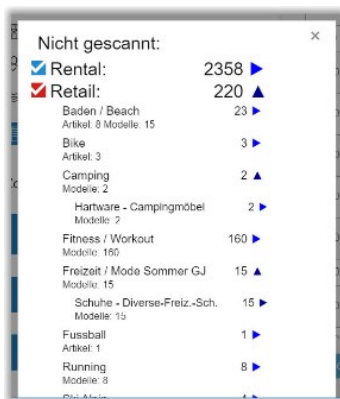 Nicht gescannt:
Rental: 2358
Retail: 220
Baden / Beach 23
Artikel: 8 Modelle: 15
Bike 3
Artikel: 3
Camping 2
Modelle: 2
Hartware - Campingmöbel 2
Modelle: 2
Fitness / Workout 160
Modelle: 160
Freizeit / Mode Sommer GJ 15
Modelle: 15
Schuhe - Diverse-Freiz.-Sch. 15
Modelle: 15
Fussball 1
Artikel: 1
Running 8
Modelle: 8